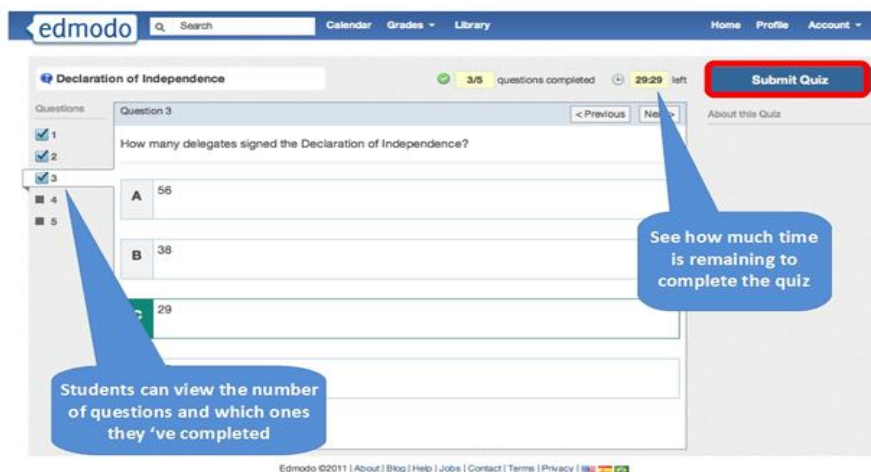 edmodo
Search
Calendar Grades Library
Home Profile Account
Declaration of Independence
3/5 questions completed 29:29 left
Submit Quiz
Questions
Question 3
< Previous
About this Quiz
1
2
3
4
5
How many delegates signed the Declaration of Independence?
A 56
B 38
29
See how much time
is remaining to
complete the quiz
Students can view the number
of questions and which ones
they ‘ve completed
Edmodo ©2011 | About | Blog | Help | Jobs | Contact | Terms | Privacy |